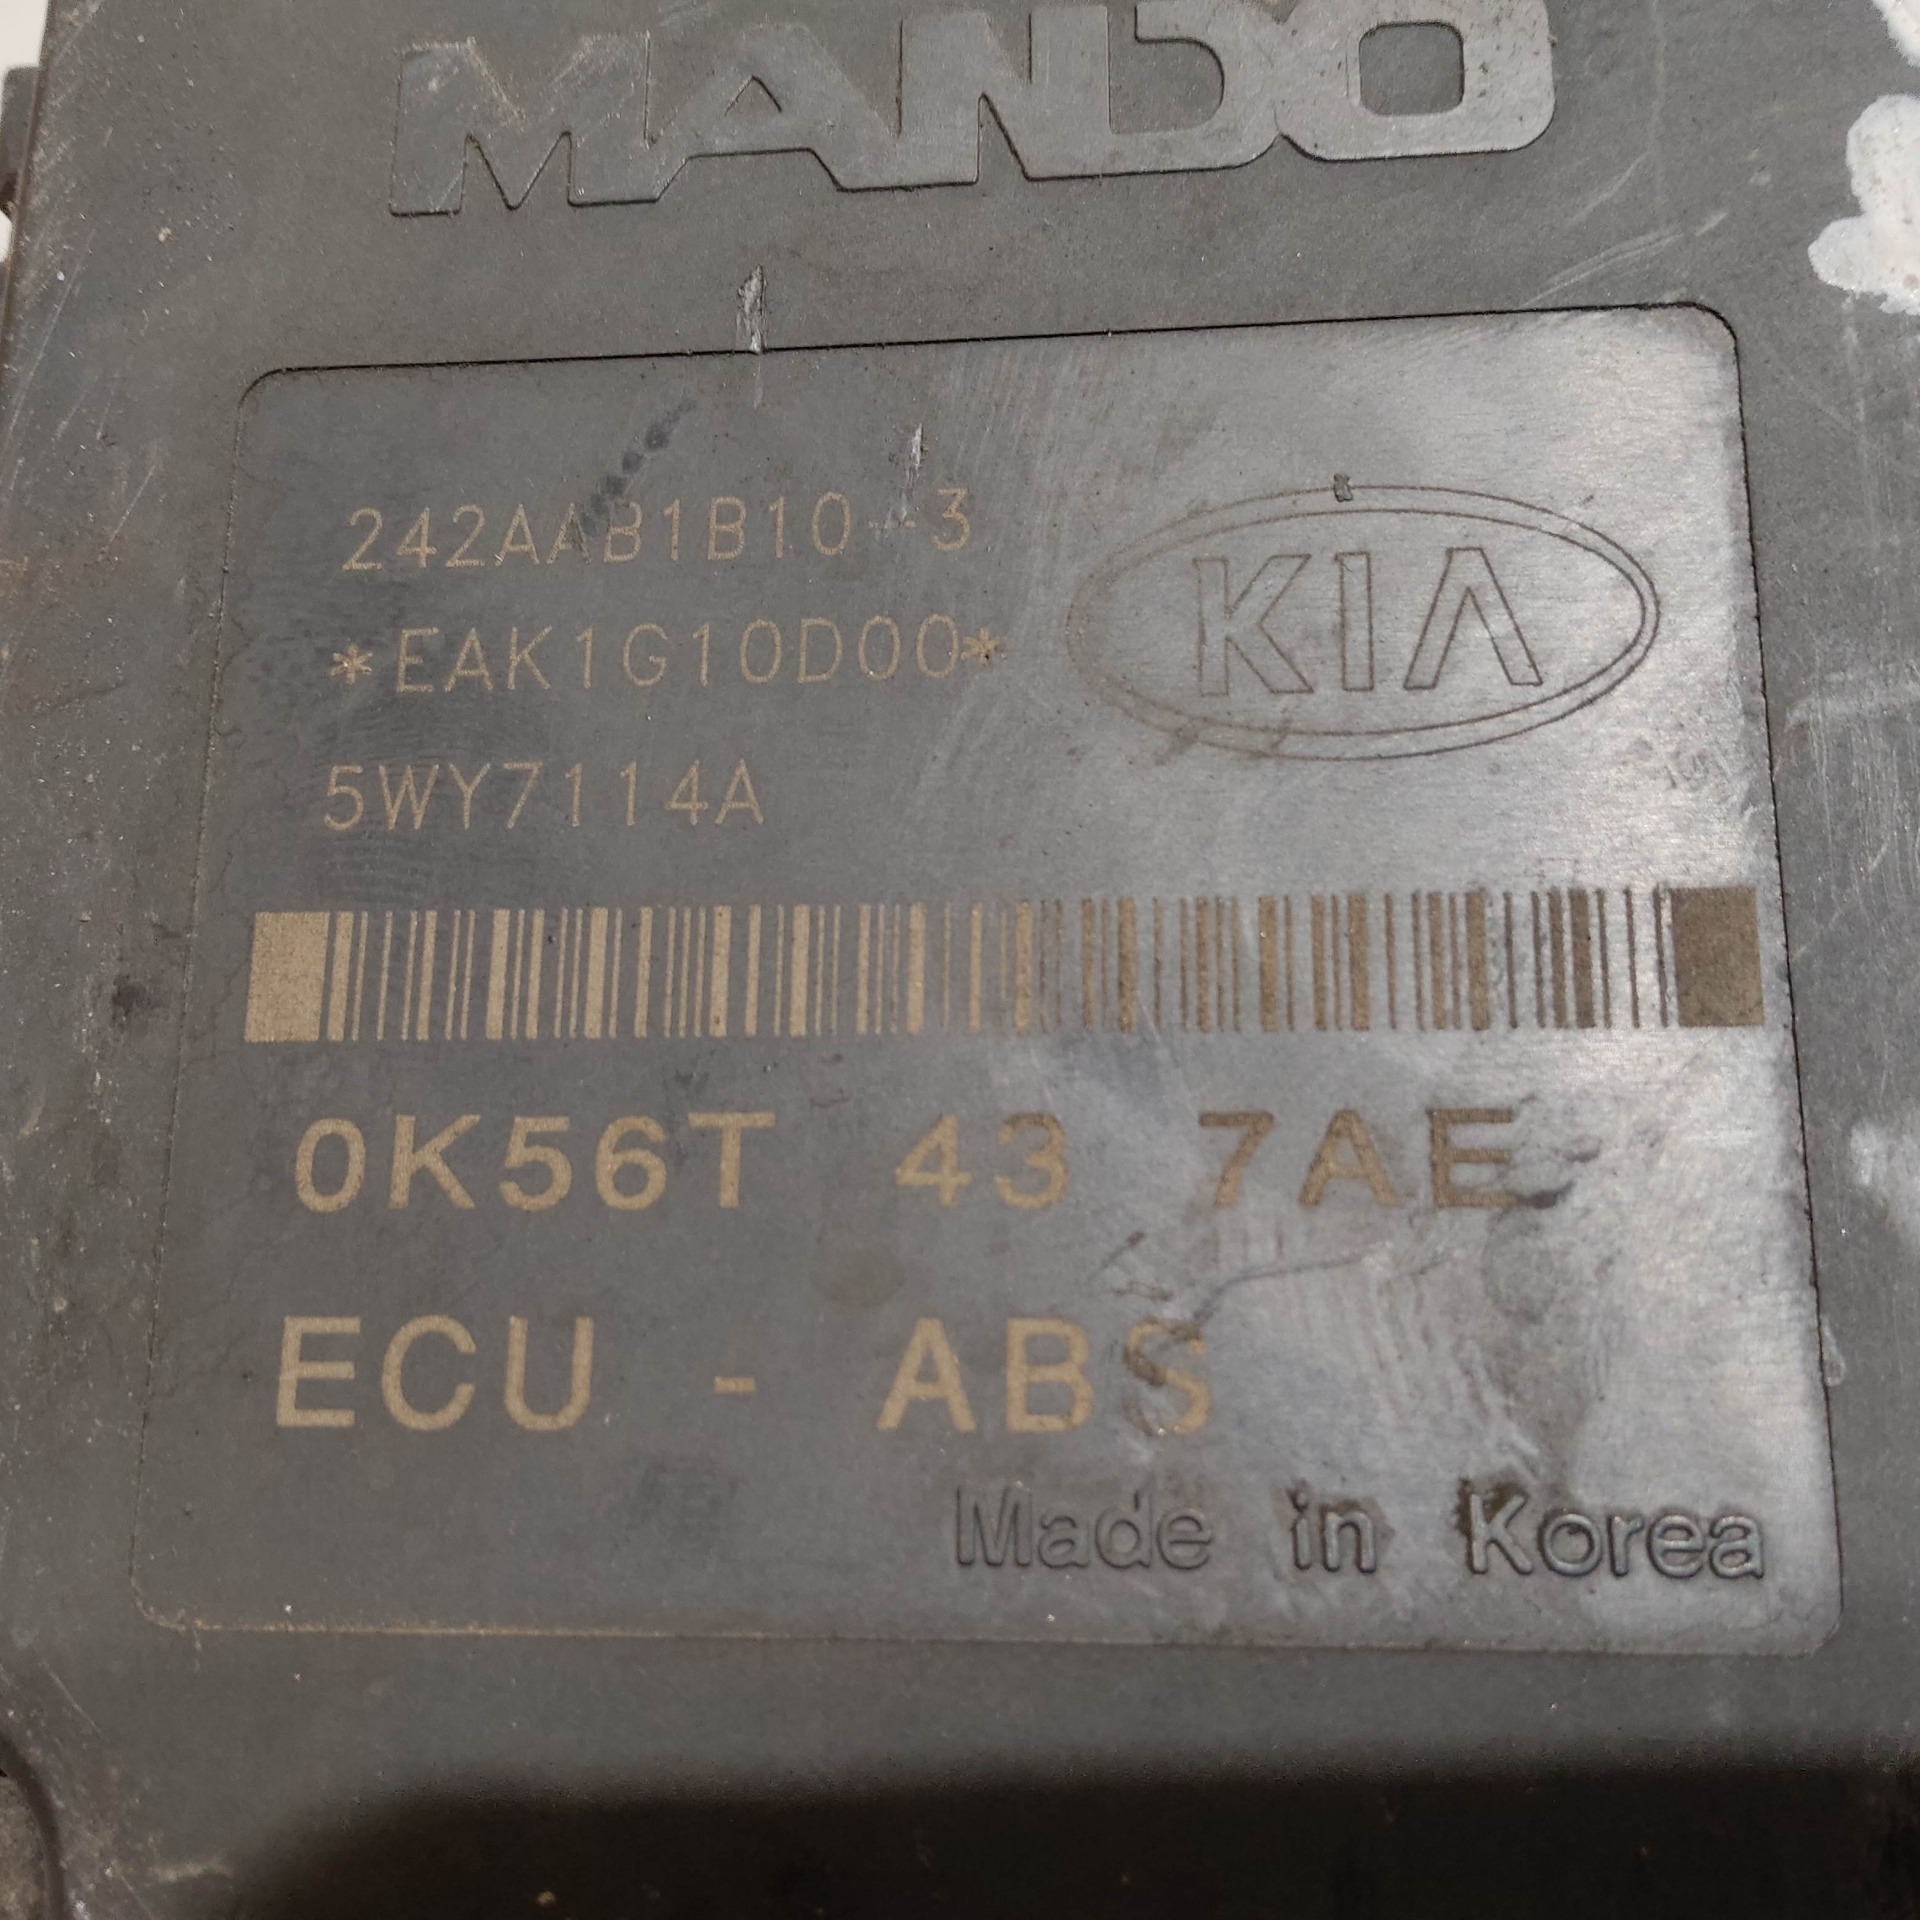 MANDO
242AAB1B10--3
*EAK1G10D00*
KIA
5WY7114A
0K56T 43 7AE
ECU - ABS
Made in Korea